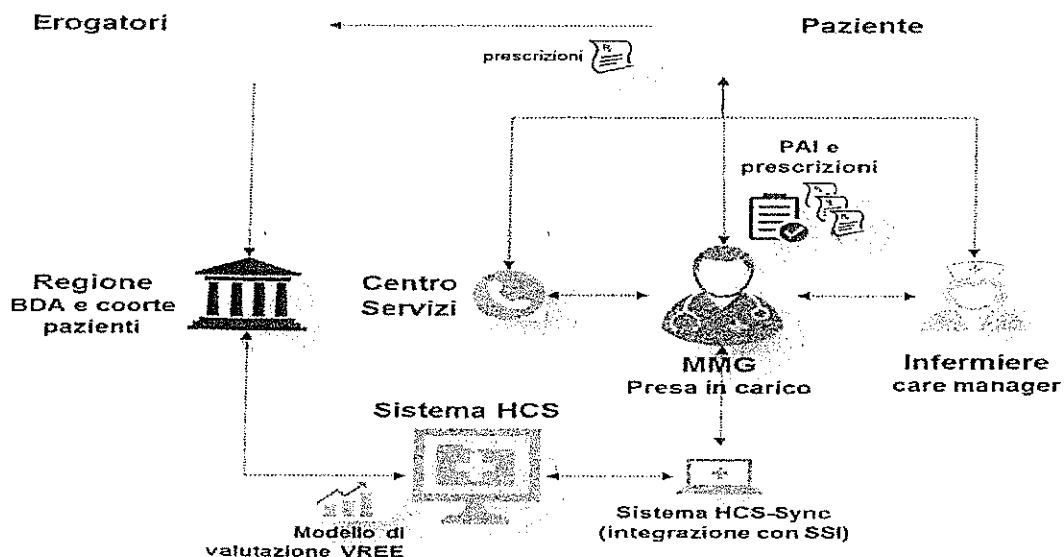 Erogatori
Paziente
prescrizioni
PAI e
prescrizioni
Regione
BDA e coorte
pazienti
Centro
Servizi
MMG
Presa in carico
Infermiere
care manager
Sistema HCS
Modello di
valutazione VREE
Sistema HCS-Sync
(integrazione con SSI)